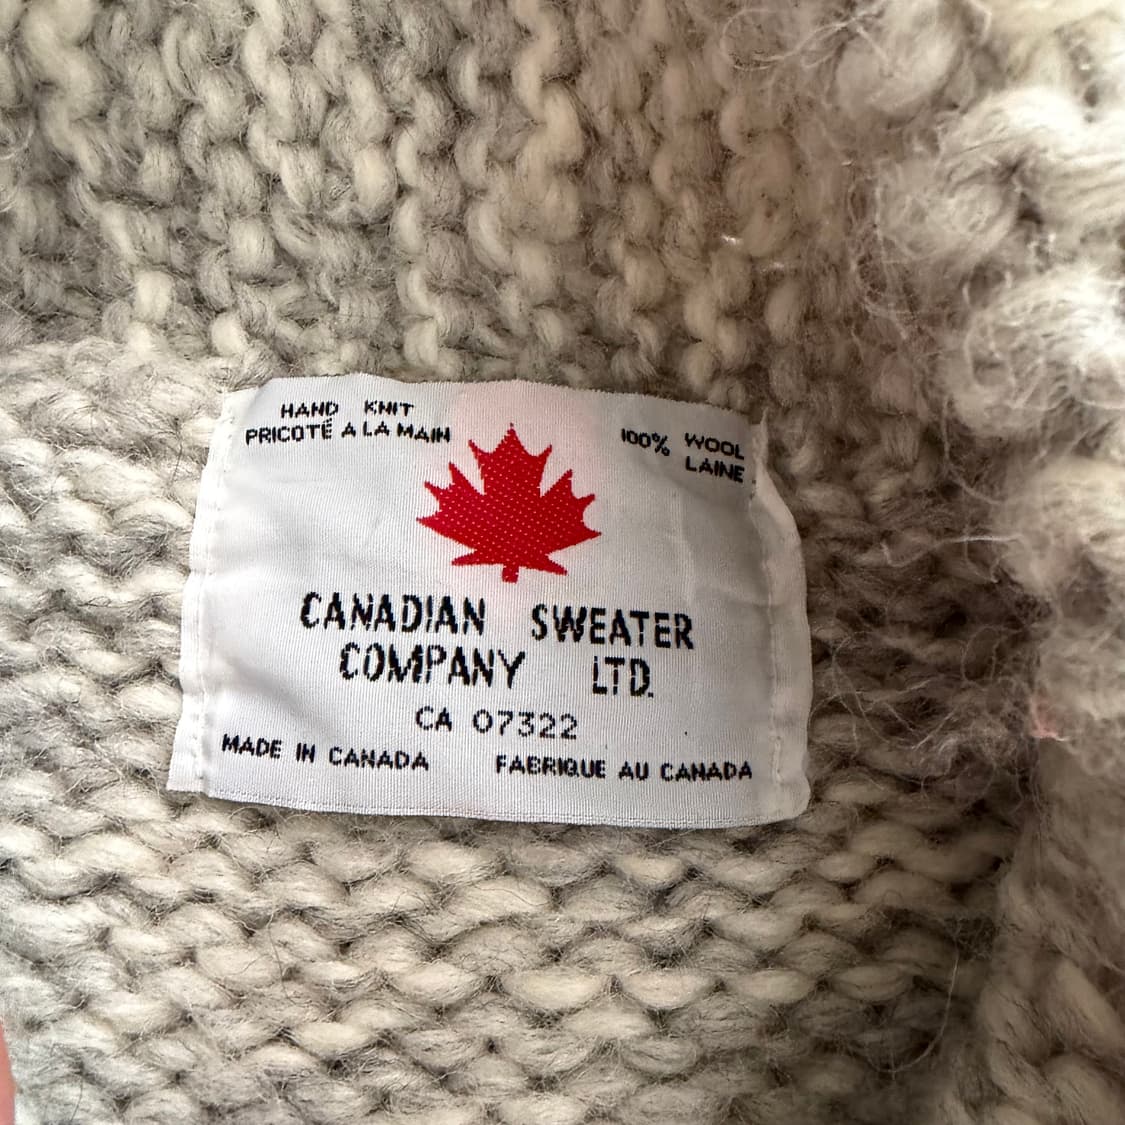 HAND KNIT
PRICOTÉ A LA MAIN
100% WOOL
LAINE
CANADIAN SWEATER
COMPANY LTD.
CA 07322
MADE IN CANADA
FABRIQUE AU CANADA